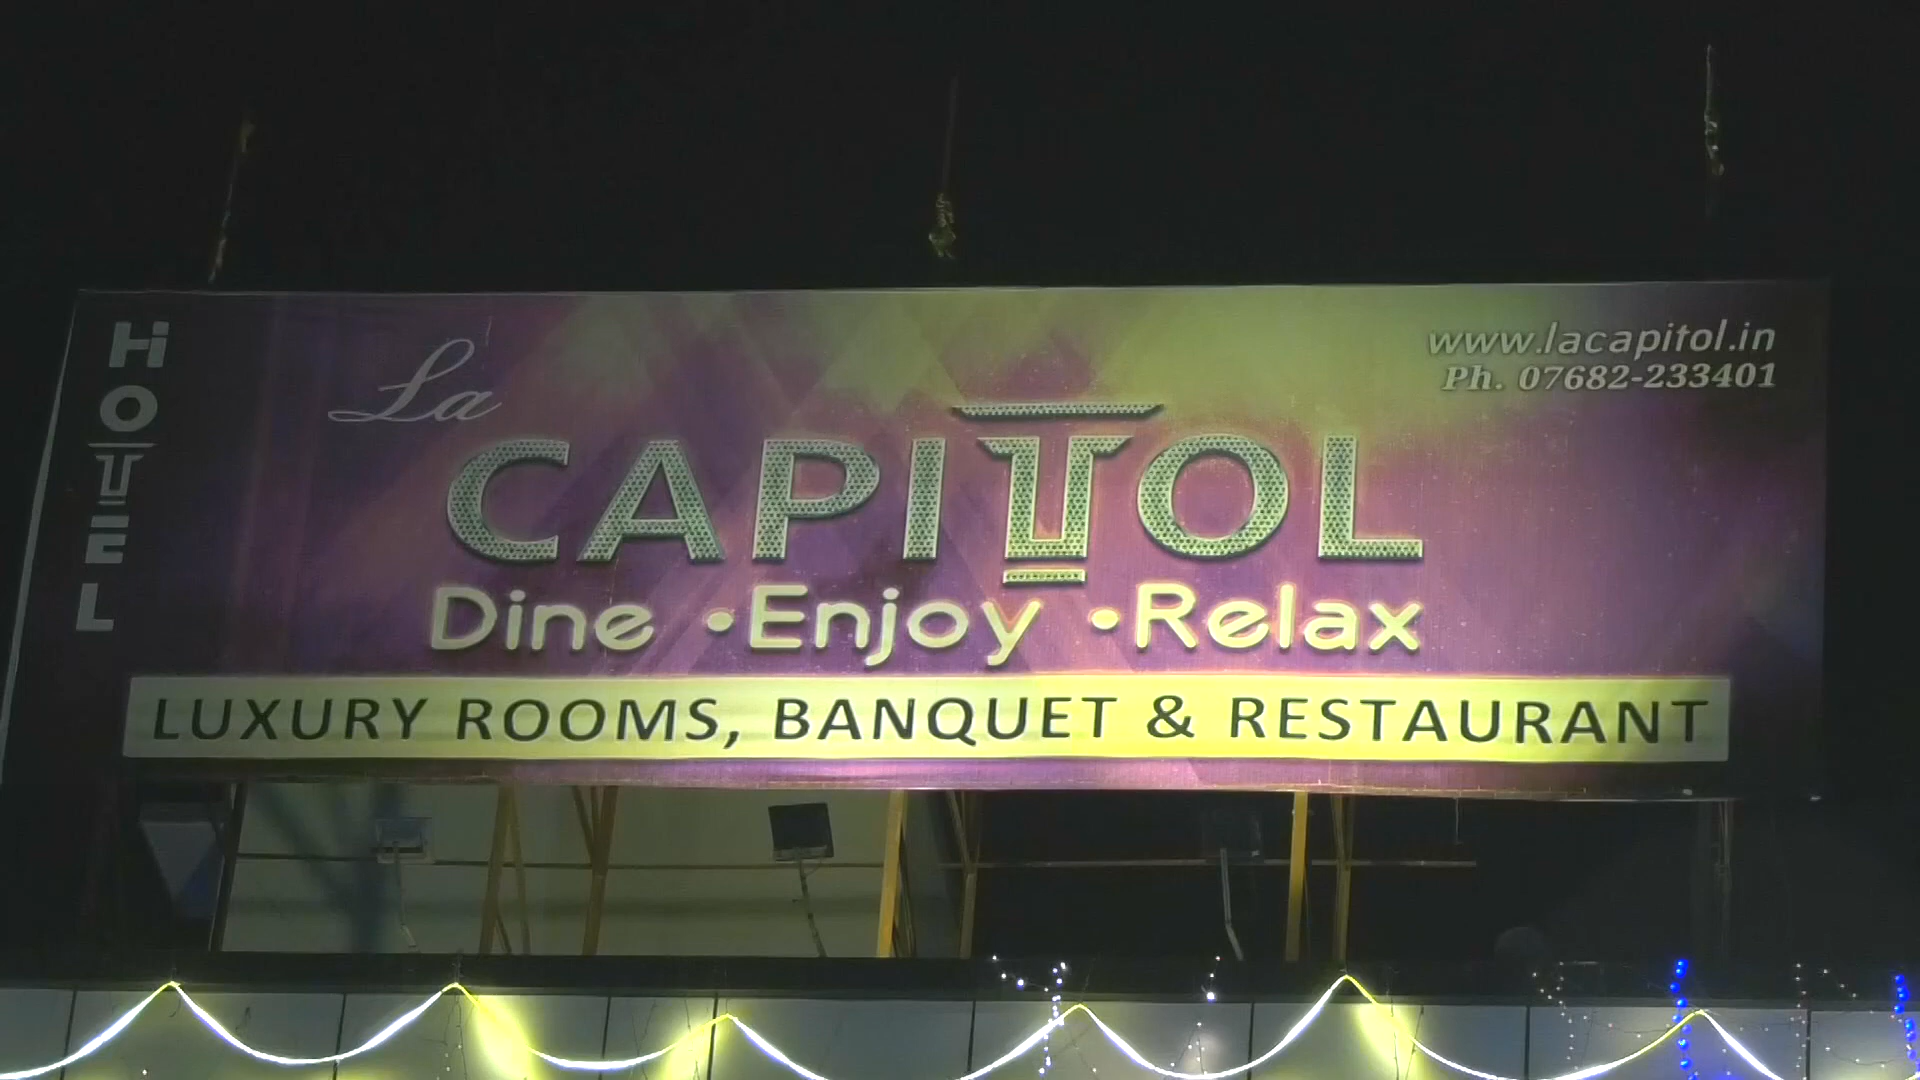 HOTEL
La
CAPITOL
www.lacapitol.in
Ph. 07682-233401
Dine •Enjoy •Relax
LUXURY ROOMS, BANQUET & RESTAURANT